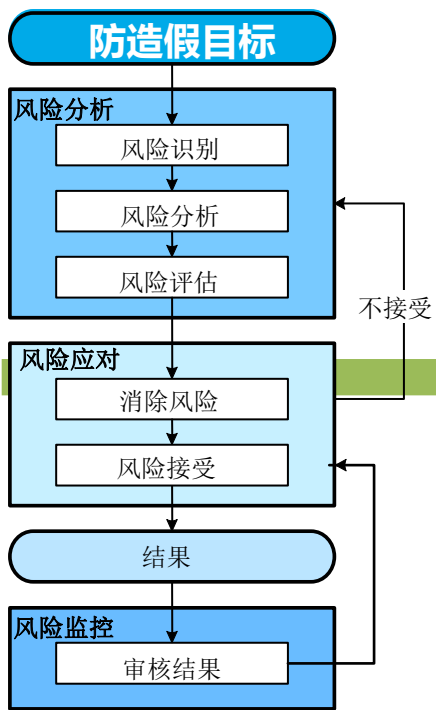 防造假目标
风险分析
风险识别
风险分析
风险评估
不接受
风险应对
消除风险
风险接受
结果
风险监控
审核结果